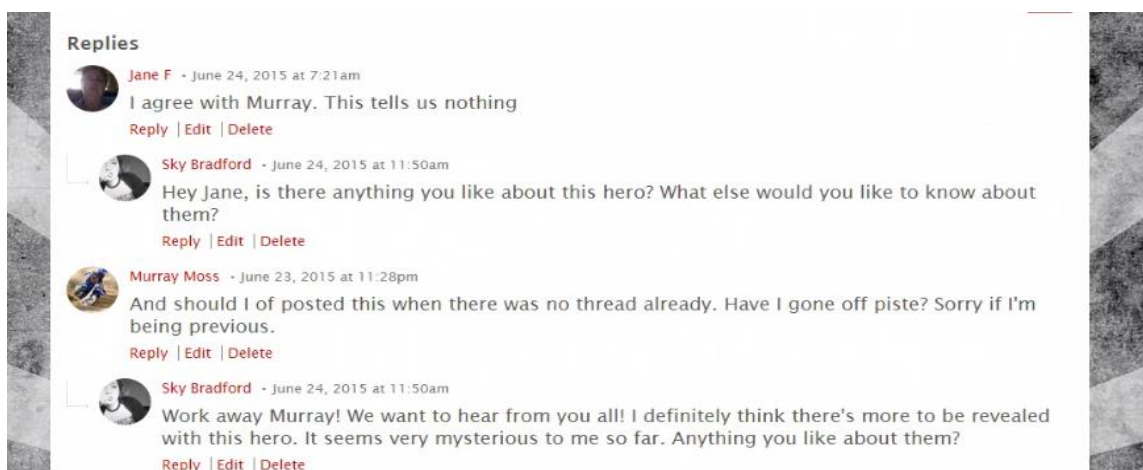 Replies
Jane F - June 24, 2015 at 7:21am
I agree with Murray. This tells us nothing
Reply | Edit | Delete
Sky Bradford - June 24, 2015 at 11:50am
Hey Jane, is there anything you like about this hero? What else would you like to know about
them?
Reply | Edit | Delete
Murray Moss - June 23, 2015 at 11:28pm
And should I of posted this when there was no thread already. Have I gone off piste? Sorry if I'm
being previous.
Reply | Edit | Delete
Sky Bradford - June 24, 2015 at 11:50am
Work away Murray! We want to hear from you all! I definitely think there's more to be revealed
with this hero. It seems very mysterious to me so far. Anything you like about them?
Reply | Edit | Delete